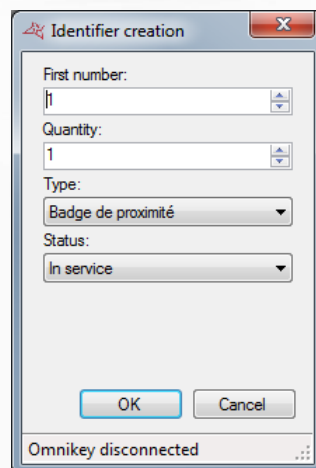 Identifier creation
First number:
1
Quantity:
1
Type:
Badge de proximité
Status:
In service
OK Cancel
Omnikey disconnected